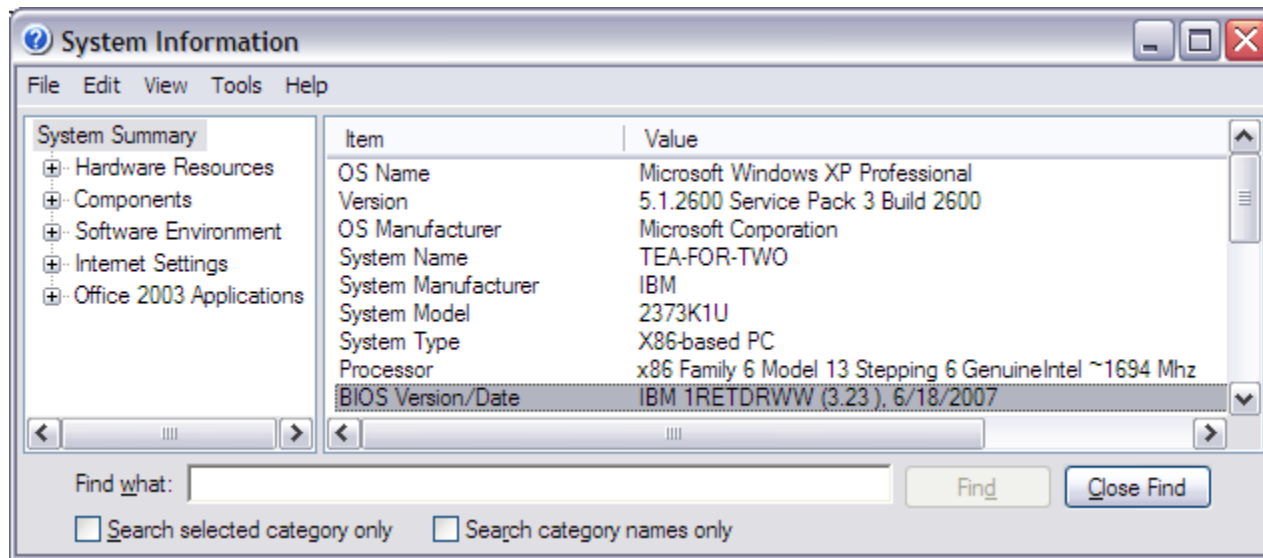 System Information
File Edit View Tools Help
System Summary
Hardware Resources
Components
Software Environment
Internet Settings
Office 2003 Applications
Item Value
OS Name Microsoft Windows XP Professional
Version 5.1.2600 Service Pack 3 Build 2600
OS Manufacturer Microsoft Corporation
System Name TEA-FOR-TWO
System Manufacturer IBM
System Model 2373K1U
System Type X86-based PC
Processor x86 Family 6 Model 13 Stepping 6 GenuineIntel ~1694 Mhz
BIOS Version/Date IBM 1RETDRWW (3.23 ), 6/18/2007
Find what: Find Close Find
Search selected category only Search category names only